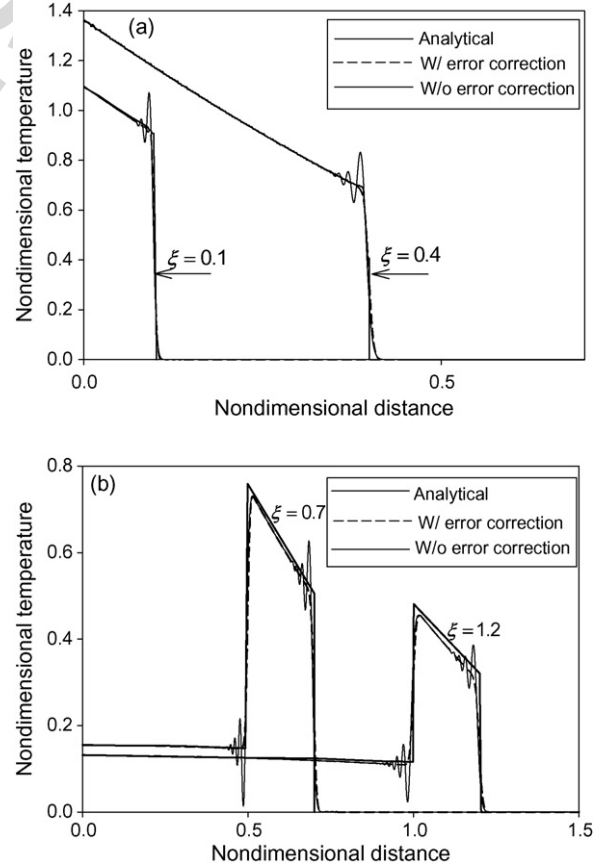 (a)
1.4
1.2
1.0
0.8
0.6
0.4
0.2
0.0
Nondimensional temperature
Analytical
W/ error correction
W/o error correction
ξ = 0.1
ξ = 0.4
0.0
0.5
Nondimensional distance
(b)
0.8
0.6
0.4
0.2
0.0
Nondimensional temperature
Analytical
W/ error correction
W/o error correction
ξ = 0.7
ξ = 1.2
0.0
0.5
1.0
1.5
Nondimensional distance